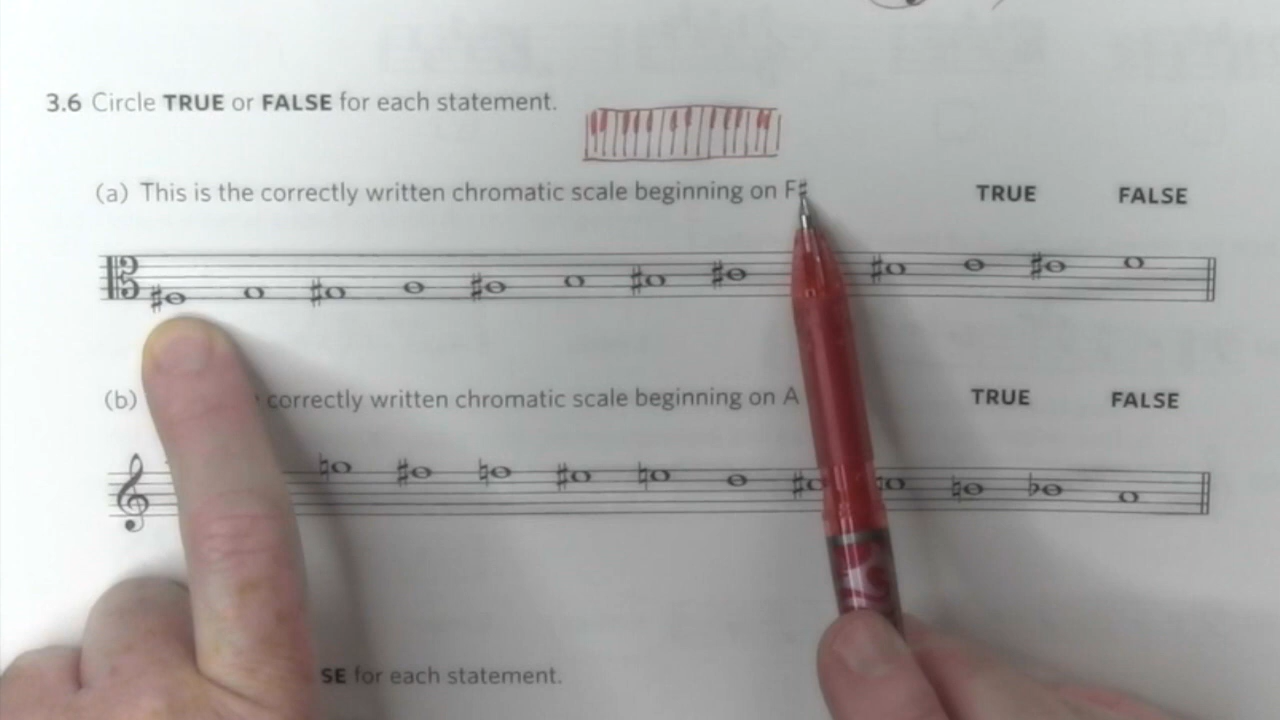 3.6 Circle TRUE or FALSE for each statement.
(a) This is the correctly written chromatic scale beginning on F♯ TRUE FALSE
(b) correctly written chromatic scale beginning on A TRUE FALSE
SE for each statement.